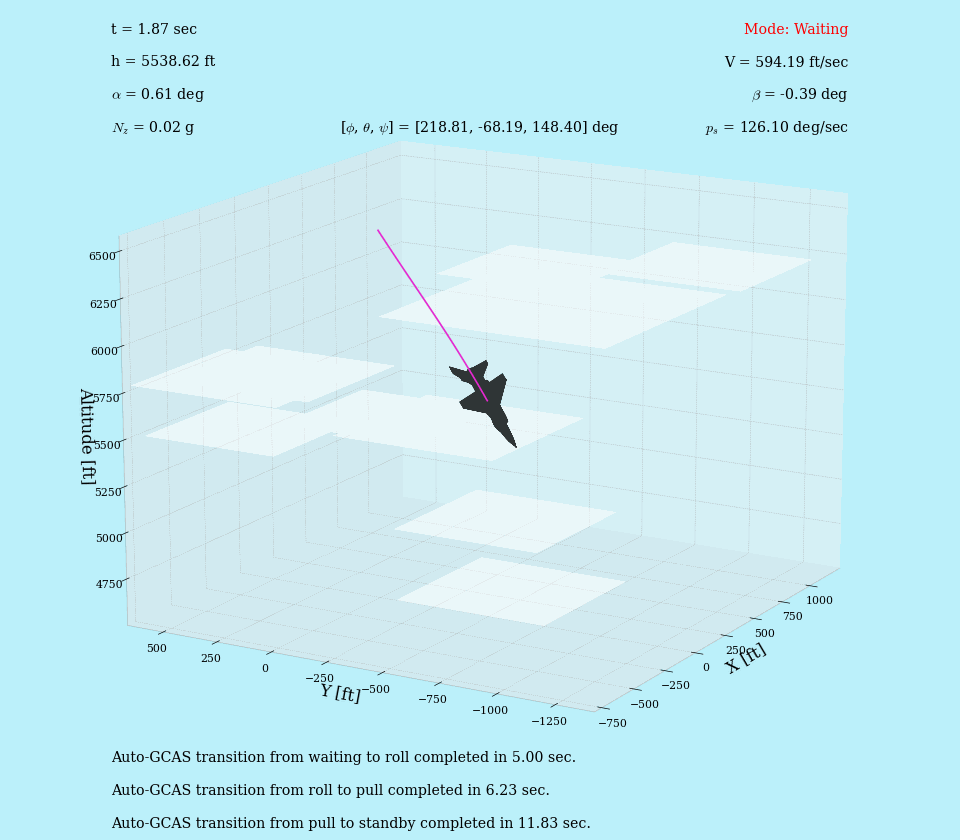 t = 1.87 sec
Mode: Waiting
h = 5538.62 ft
V = 594.19 ft/sec
α = 0.61 deg
β = -0.39 deg
N_z = 0.02 g
[ϕ, θ, ψ] = [218.81, -68.19, 148.40] deg
p_s = 126.10 deg/sec
6500
6250
6000
5750
5500
5250
5000
4750
Altitude [ft]
500
250
0
−250
−500
−750
−1000
−1250
Y [ft]
1000
750
500
250
0
−250
−500
−750
X [ft]
Auto-GCAS transition from waiting to roll completed in 5.00 sec.
Auto-GCAS transition from roll to pull completed in 6.23 sec.
Auto-GCAS transition from pull to standby completed in 11.83 sec.